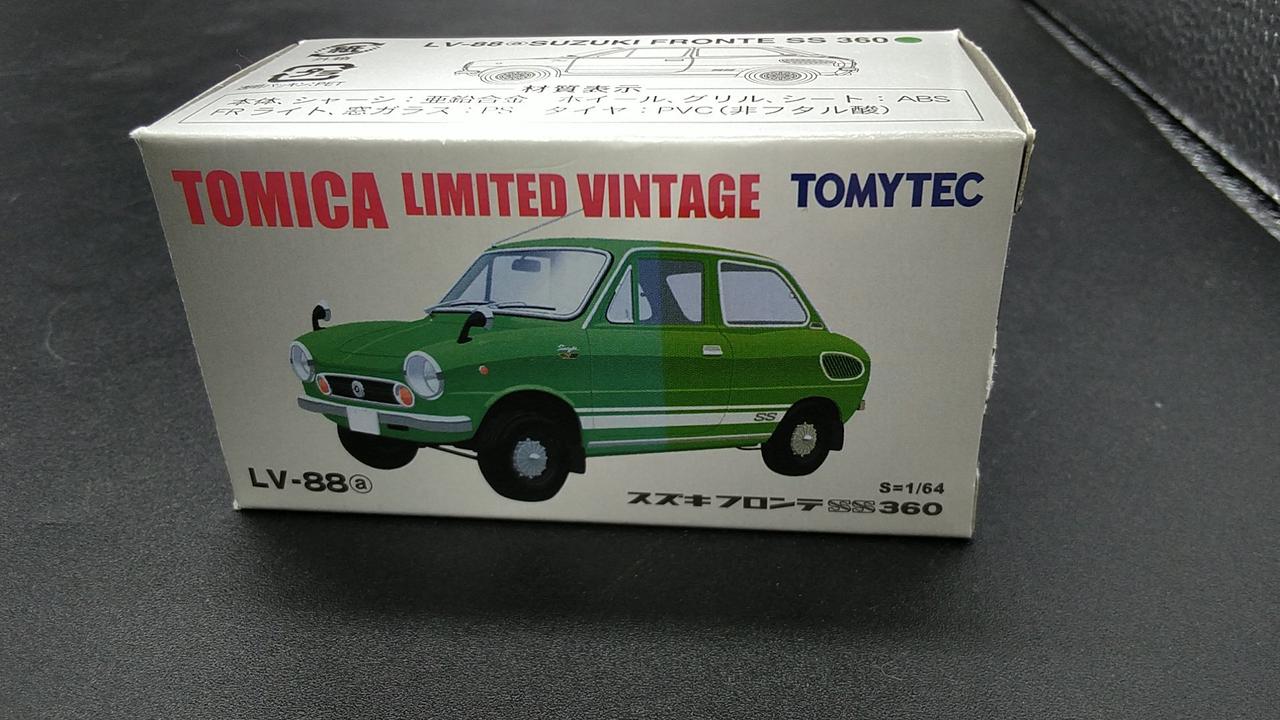 LV-88ⓐSUZUKI FRONTE SS 360
材質表示
本体、シャーシ:亜鉛合金 ホイール、グリル、シート:ABS
FRライト、窓ガラス:PS タイヤ:PVC(非フタル酸)
TOMICA LIMITED VINTAGE TOMYTEC
SS
LV-88ⓐ
S=1/64
スズキフロンテSS360